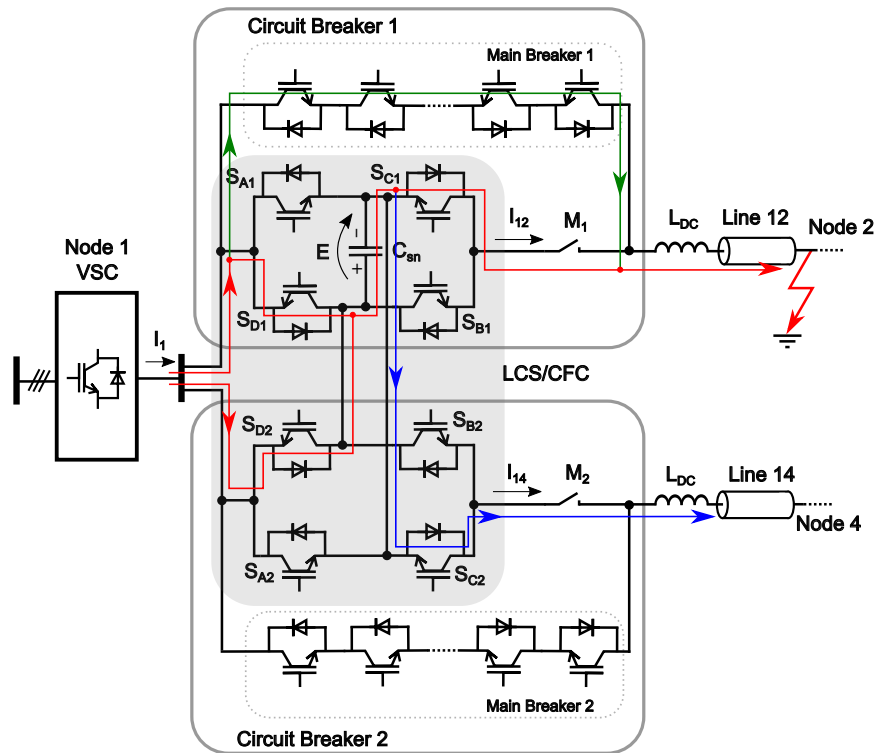 Circuit Breaker 1
Main Breaker 1
S_A1
S_C1
I_12
M_1
L_DC
Line 12
Node 2
Node 1
VSC
E
-
+
C_sn
I_1
S_D1
S_B1
LCS/CFC
S_D2
S_B2
I_14
M_2
L_DC
Line 14
Node 4
S_A2
S_C2
Main Breaker 2
Circuit Breaker 2